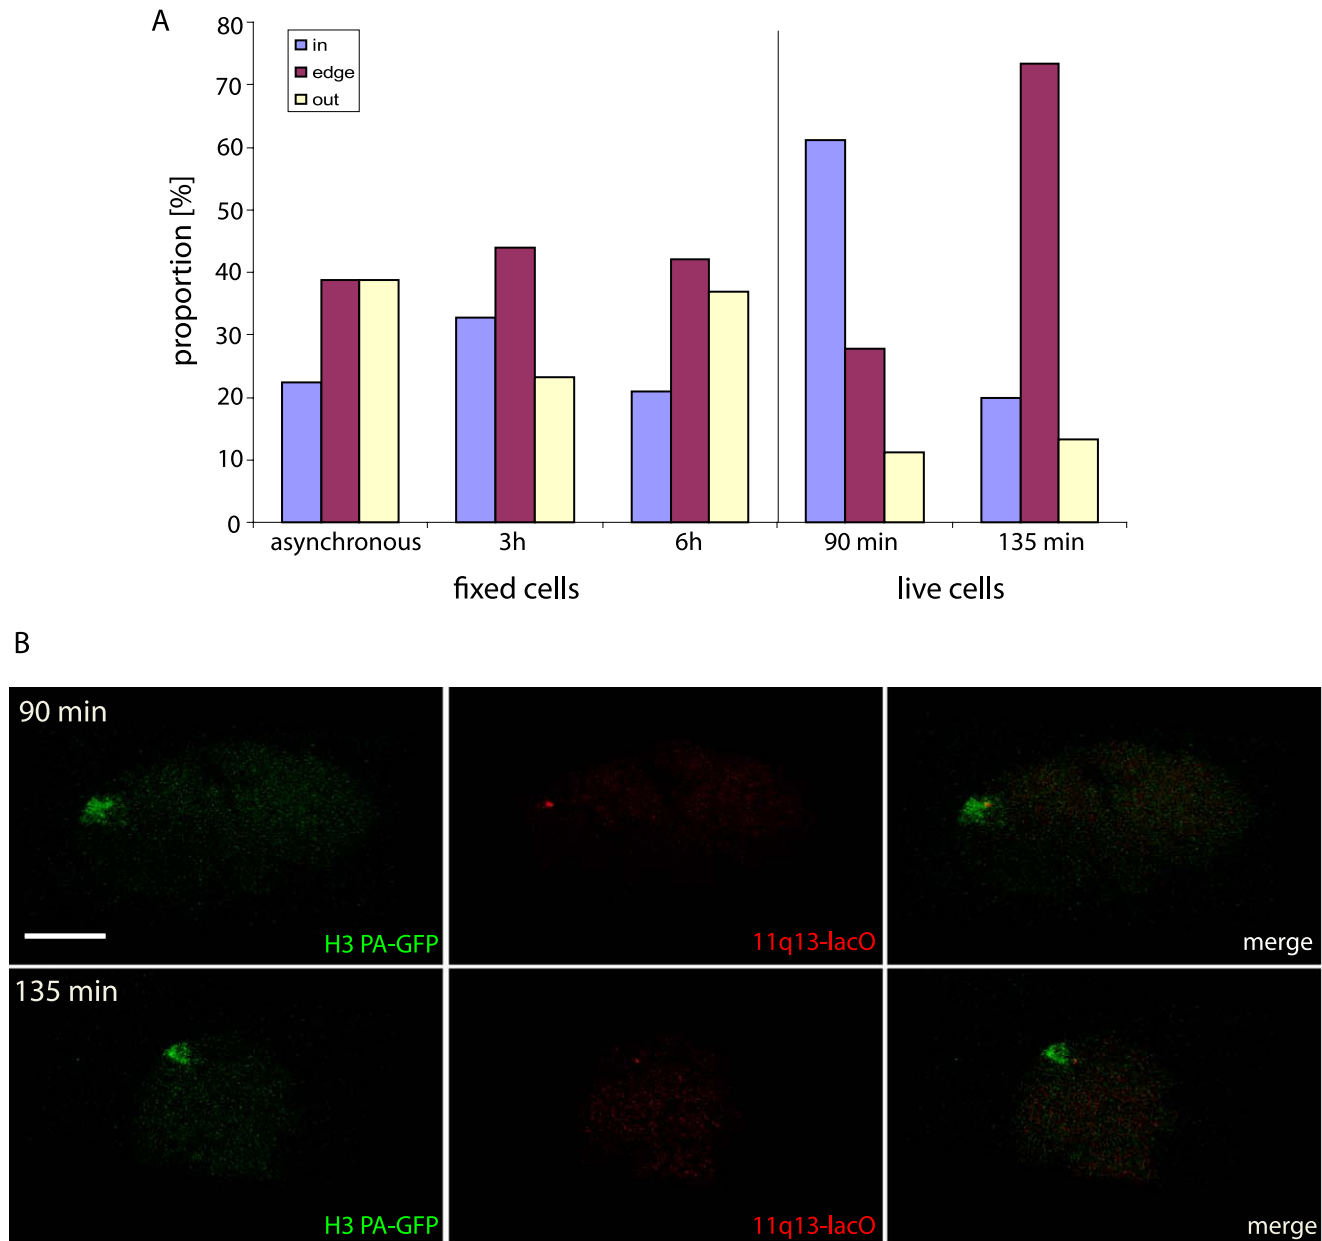 A
80
70
60
50
40
30
20
10
0
proportion [%]
in
edge
out
asynchronous 3h 6h 90 min 135 min
fixed cells live cells
B
90 min
H3 PA-GFP 11q13-lacO merge
135 min
H3 PA-GFP 11q13-lacO merge